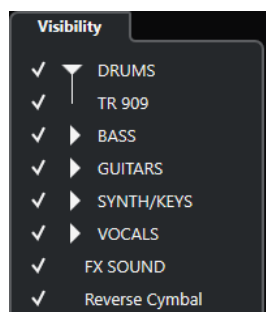 Visibility
DRUMS
TR 909
BASS
GUITARS
SYNTH/KEYS
VOCALS
FX SOUND
Reverse Cymbal